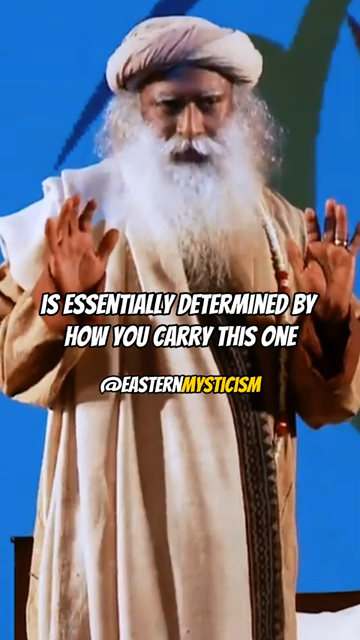 IS ESSENTIALLY DETERMINED BY
HOW YOU CARRY THIS ONE
@EASTERNMYSTICISM